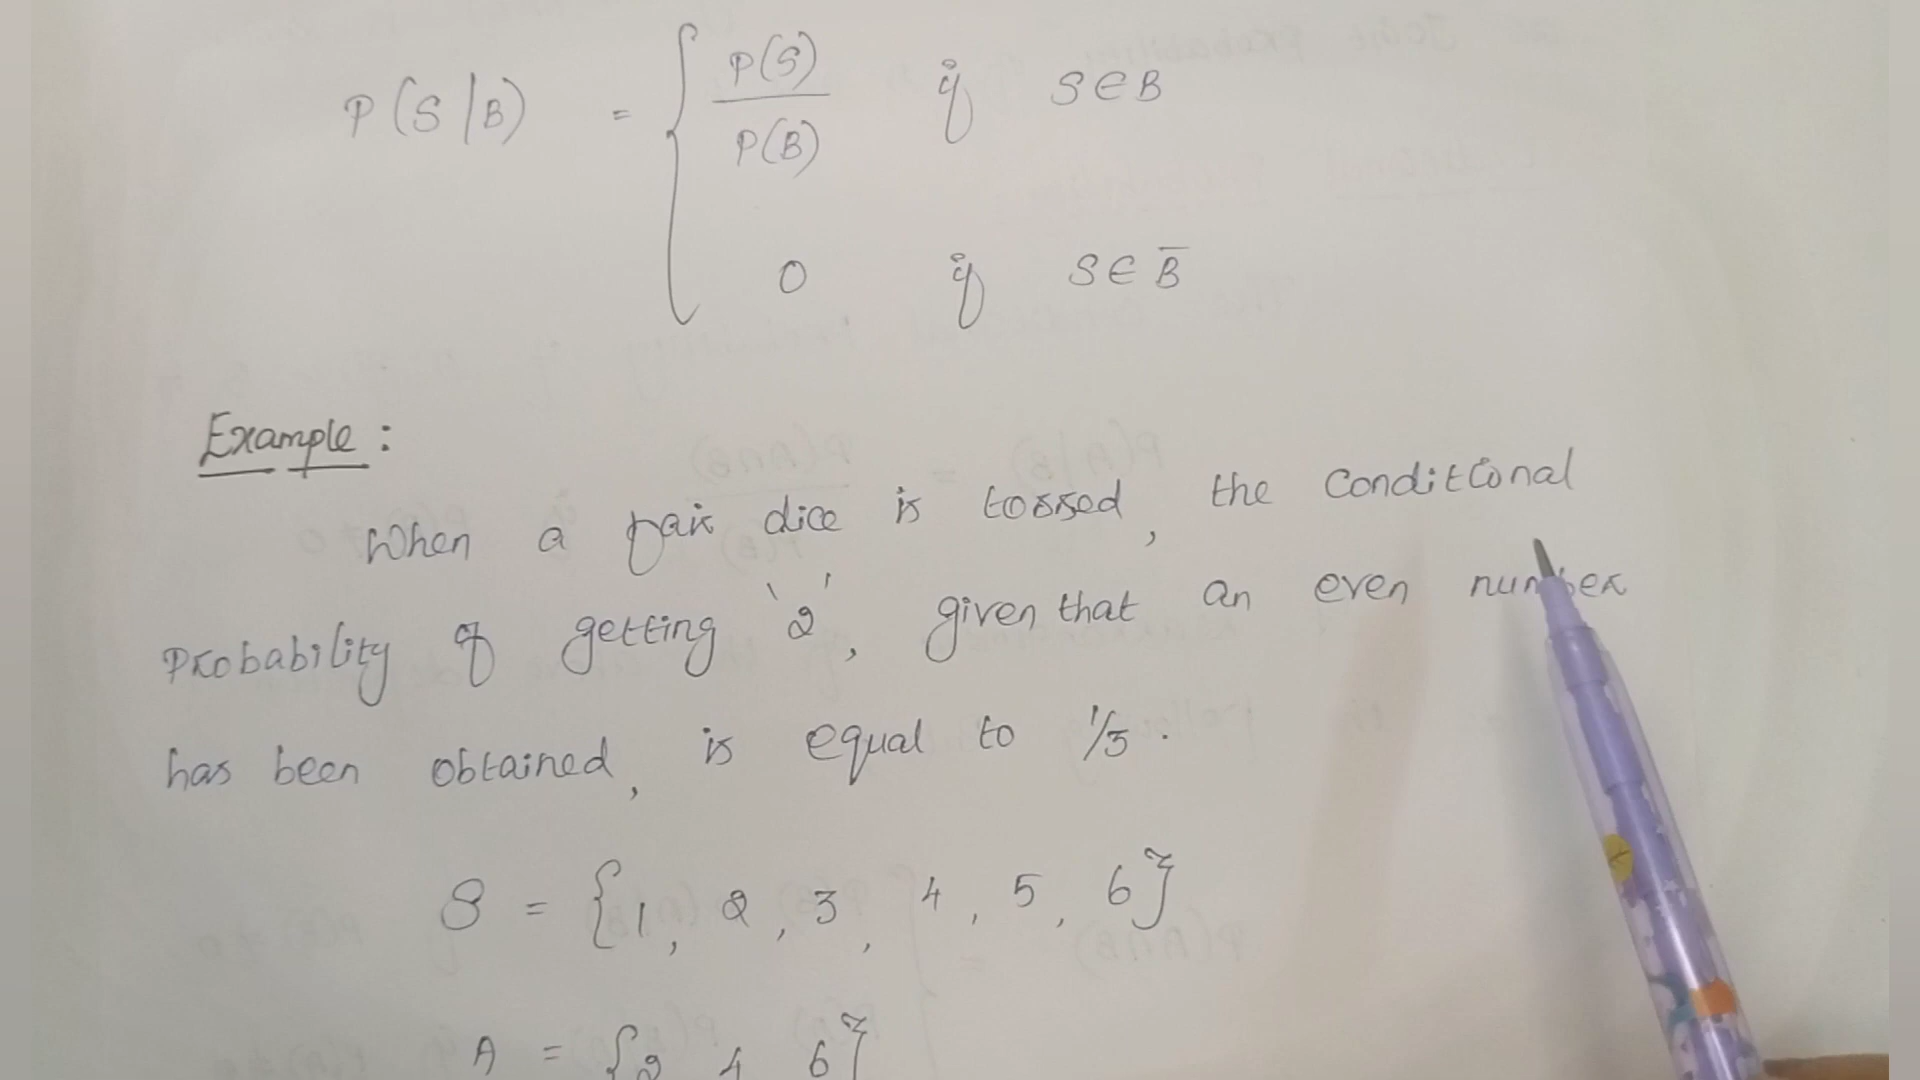 P(S|B) = { P(S)/P(B) if S∈B
0 if S∈B̅
Example:
When a fair dice is tossed, the conditional
probability of getting '2', given that an even number
has been obtained, is equal to 1/3.
S = {1, 2, 3, 4, 5, 6}
A = {2 4 6}